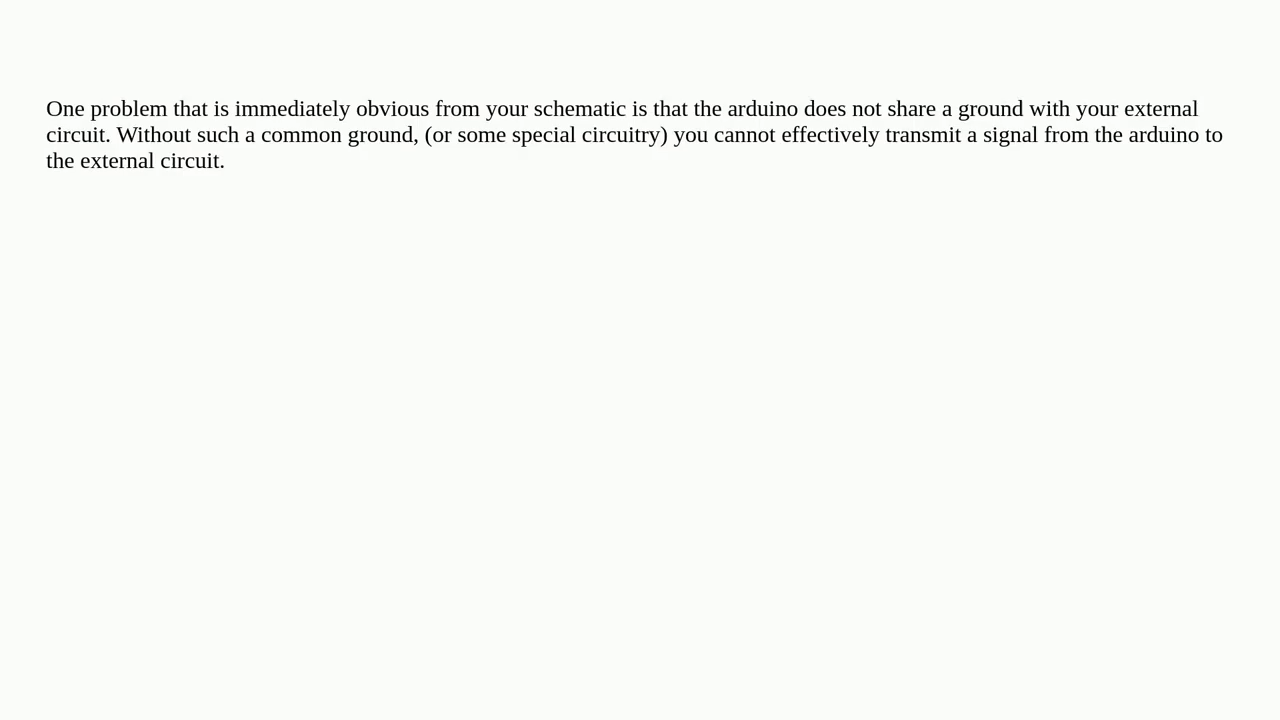 One problem that is immediately obvious from your schematic is that the arduino does not share a ground with your external
circuit. Without such a common ground, (or some special circuitry) you cannot effectively transmit a signal from the arduino to
the external circuit.